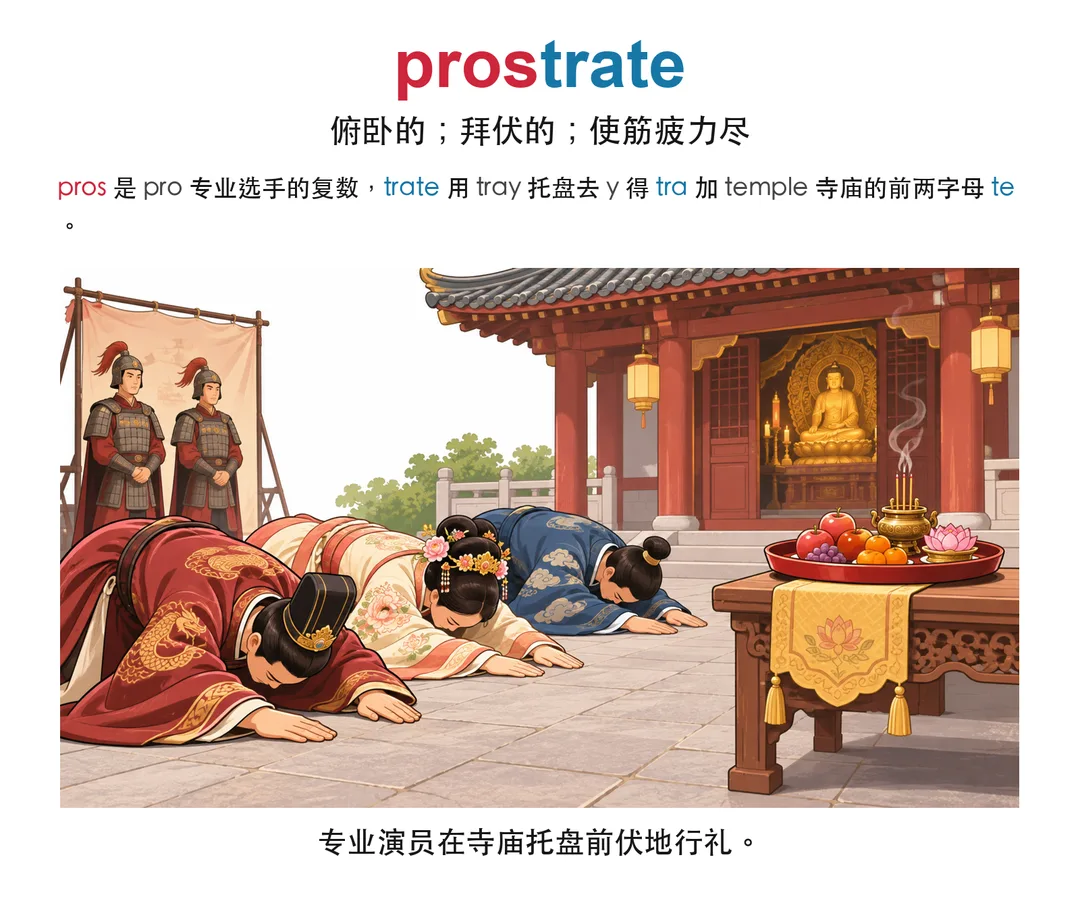 prostrate
俯卧的；拜伏的；使筋疲力尽
pros 是 pro 专业选手的复数，trate 用 tray 托盘去 y 得 tra 加 temple 寺庙的前两字母 te
。
专业演员在寺庙托盘前伏地行礼。